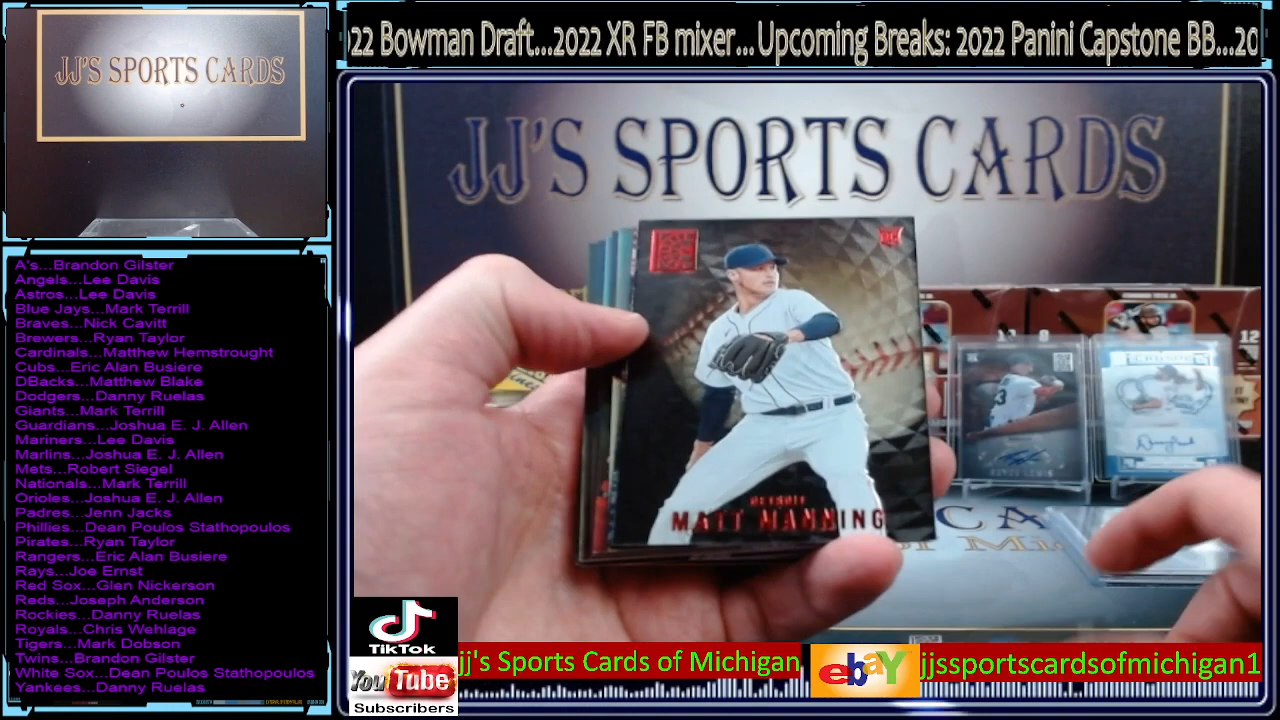 JJ'S SPORTS CARDS
22 Bowman Draft...2022 XR FB mixer...Upcoming Breaks: 2022 Panini Capstone BB...20
JJ'S SPORTS CARDS
A's...Brandon Gilster
Angels...Lee Davis
Astros...Lee Davis
Blue Jays...Mark Terrill
Braves...Nick Cavitt
Brewers...Ryan Taylor
Cardinals...Matthew Hemstrought
Cubs...Eric Alan Busiere
DBacks...Matthew Blake
Dodgers...Danny Ruelas
Giants...Mark Terrill
Guardians...Joshua E. J. Allen
Mariners...Lee Davis
Marlins...Joshua E. J. Allen
Mets...Robert Siegel
Nationals...Mark Terrill
Orioles...Joshua E. J. Allen
Padres...Jenn Jacks
Phillies...Dean Poulos Stathopoulos
Pirates...Ryan Taylor
Rangers...Eric Alan Busiere
Rays...Joe Ernst
Red Sox...Glen Nickerson
Reds...Joseph Anderson
Rockies...Danny Ruelas
Royals...Chris Wehlage
Tigers...Mark Dobson
Twins...Brandon Gilster
White Sox...Dean Poulos Stathopoulos
Yankees...Danny Ruelas
RC
DETROIT
MATT MANNING
12 8
12
TikTok
YouTube
Subscribers
jj's Sports Cards of Michigan
ebaY
jjssportscardsofmichigan1